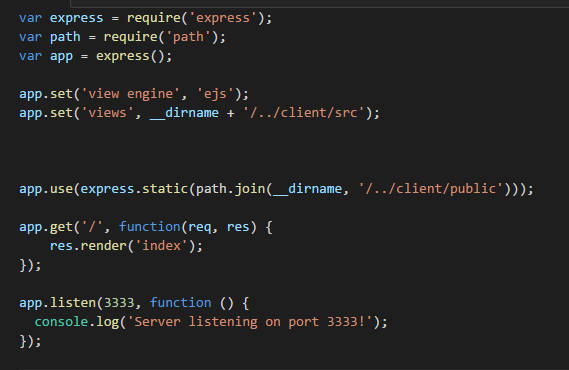 var express = require('express');
var path = require('path');
var app = express();
app.set('view engine', 'ejs');
app.set('views', __dirname + '/../client/src');
app.use(express.static(path.join(__dirname, '/../client/public')));
app.get('/', function(req, res) {
    res.render('index');
});
app.listen(3333, function () {
  console.log('Server listening on port 3333!');
});